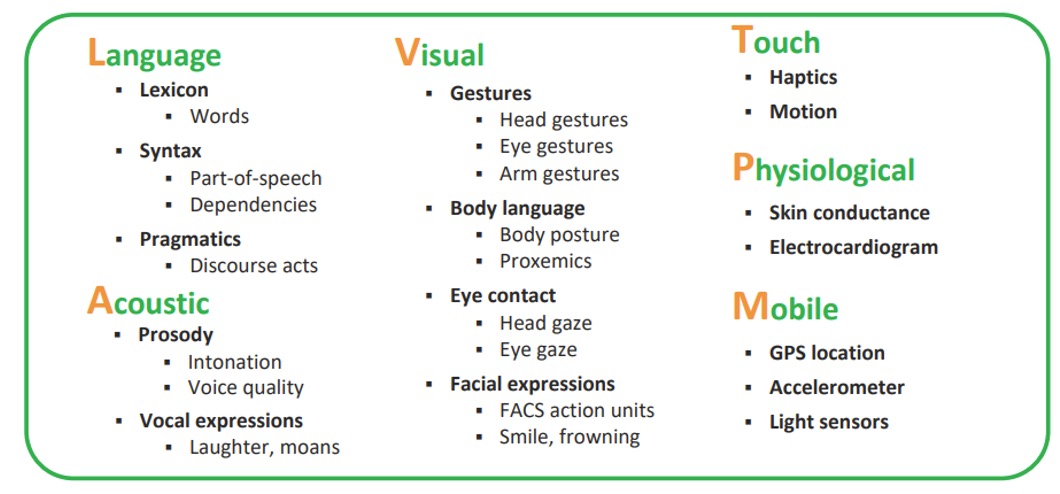 Language
▪ Lexicon
▪ Words
▪ Syntax
▪ Part-of-speech
▪ Dependencies
▪ Pragmatics
▪ Discourse acts
Acoustic
▪ Prosody
▪ Intonation
▪ Voice quality
▪ Vocal expressions
▪ Laughter, moans
Visual
▪ Gestures
▪ Head gestures
▪ Eye gestures
▪ Arm gestures
▪ Body language
▪ Body posture
▪ Proxemics
▪ Eye contact
▪ Head gaze
▪ Eye gaze
▪ Facial expressions
▪ FACS action units
▪ Smile, frowning
Touch
▪ Haptics
▪ Motion
Physiological
▪ Skin conductance
▪ Electrocardiogram
Mobile
▪ GPS location
▪ Accelerometer
▪ Light sensors